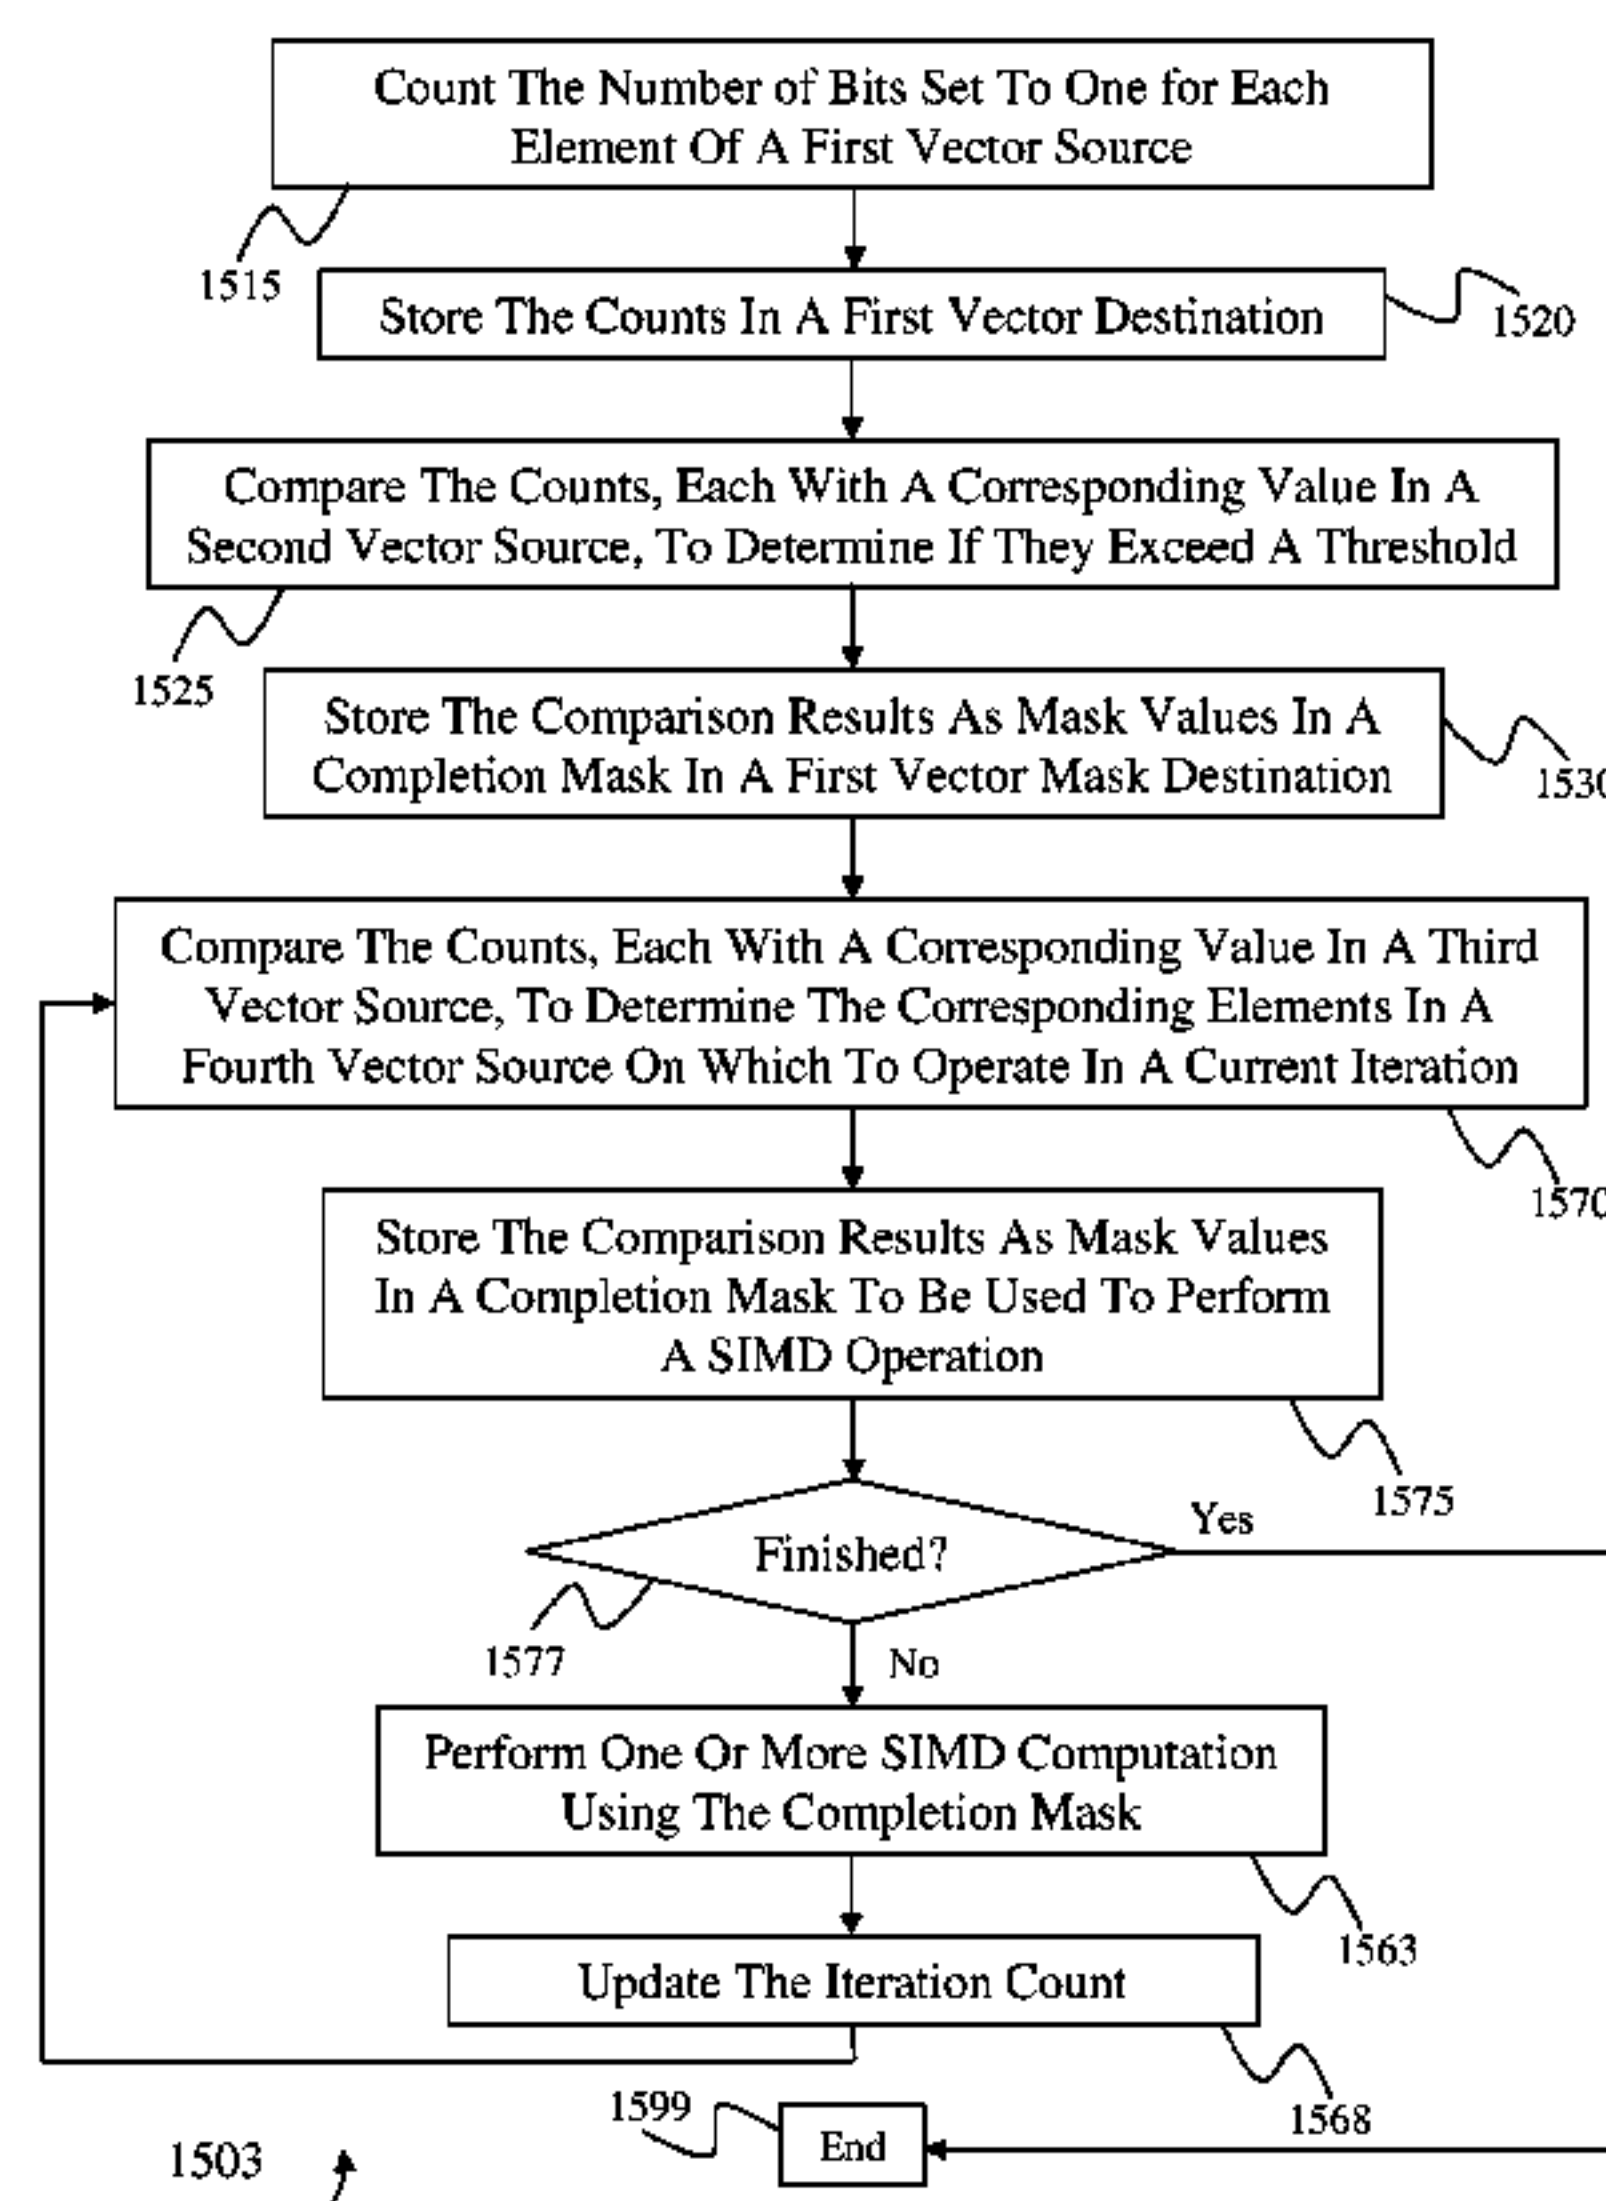 Count The Number of Bits Set To One for Each
Element Of A First Vector Source
1515
Store The Counts In A First Vector Destination
1520
Compare The Counts, Each With A Corresponding Value In A
Second Vector Source, To Determine If They Exceed A Threshold
1525
Store The Comparison Results As Mask Values In A
Completion Mask In A First Vector Mask Destination
1530
Compare The Counts, Each With A Corresponding Value In A Third
Vector Source, To Determine The Corresponding Elements In A
Fourth Vector Source On Which To Operate In A Current Iteration
1570
Store The Comparison Results As Mask Values
In A Completion Mask To Be Used To Perform
A SIMD Operation
1575
Finished?
Yes
1577
No
Perform One Or More SIMD Computation
Using The Completion Mask
1563
Update The Iteration Count
1568
1599
End
1503